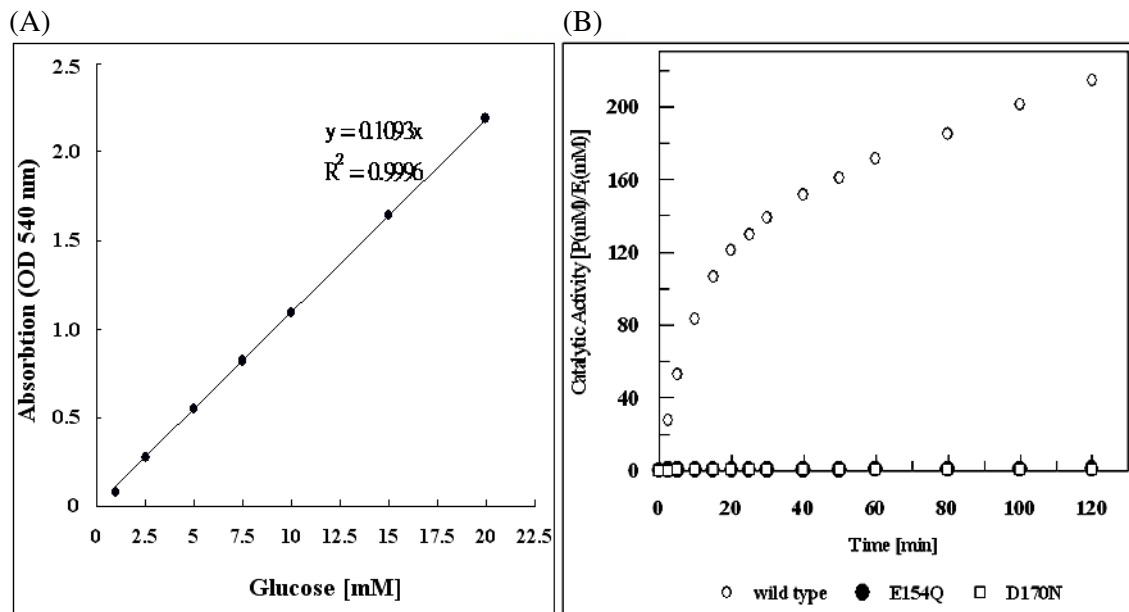 (A)
(B)
2.5
2.0
1.5
1.0
0.5
0
y = 0.1093x
R² = 0.9996
Absorbtion (OD 540 nm)
0 2.5 5 7.5 10 12.5 15 17.5 20 22.5
Glucose [mM]
200
160
120
80
40
0
Catalytic Activity [P(mM)/Eₜ(mM)]
0 20 40 60 80 100 120
Time [min]
wild type E154Q D170N